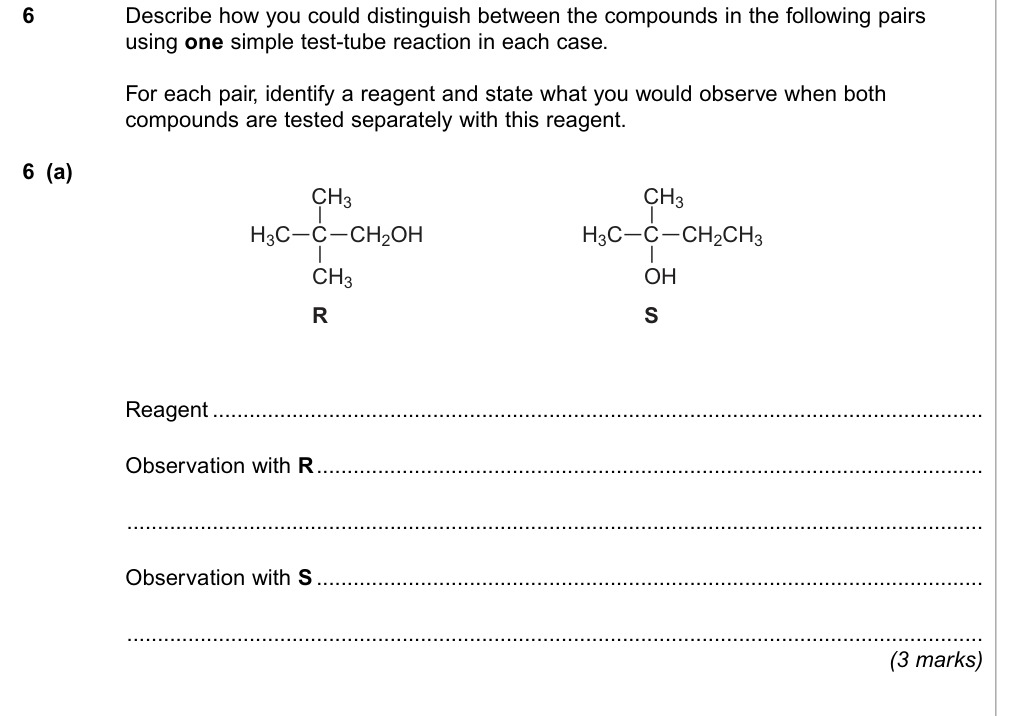 6 Describe how you could distinguish between the compounds in the following pairs
using one simple test-tube reaction in each case.
For each pair, identify a reagent and state what you would observe when both
compounds are tested separately with this reagent.
6 (a)
CH3 CH3
H3C–C–CH2OH H3C–C–CH2CH3
CH3 OH
R S
Reagent ..........................................................................................................................
Observation with R..........................................................................................................
..........................................................................................................................................
Observation with S ..........................................................................................................
..........................................................................................................................................
(3 marks)